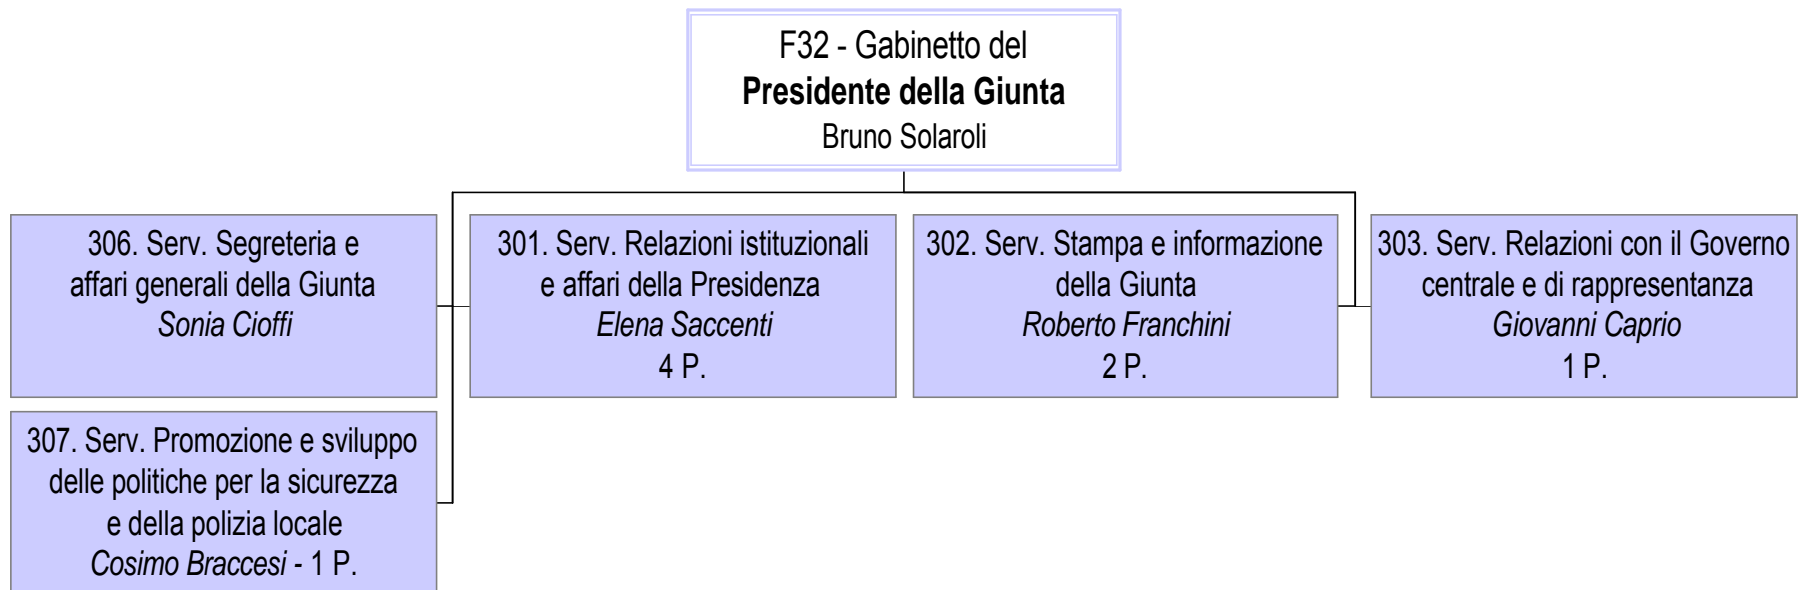 F32 - Gabinetto del
Presidente della Giunta
Bruno Solaroli
306. Serv. Segreteria e
affari generali della Giunta
Sonia Cioffi
301. Serv. Relazioni istituzionali
e affari della Presidenza
Elena Saccenti
4 P.
302. Serv. Stampa e informazione
della Giunta
Roberto Franchini
2 P.
303. Serv. Relazioni con il Governo
centrale e di rappresentanza
Giovanni Caprio
1 P.
307. Serv. Promozione e sviluppo
delle politiche per la sicurezza
e della polizia locale
Cosimo Braccesi - 1 P.